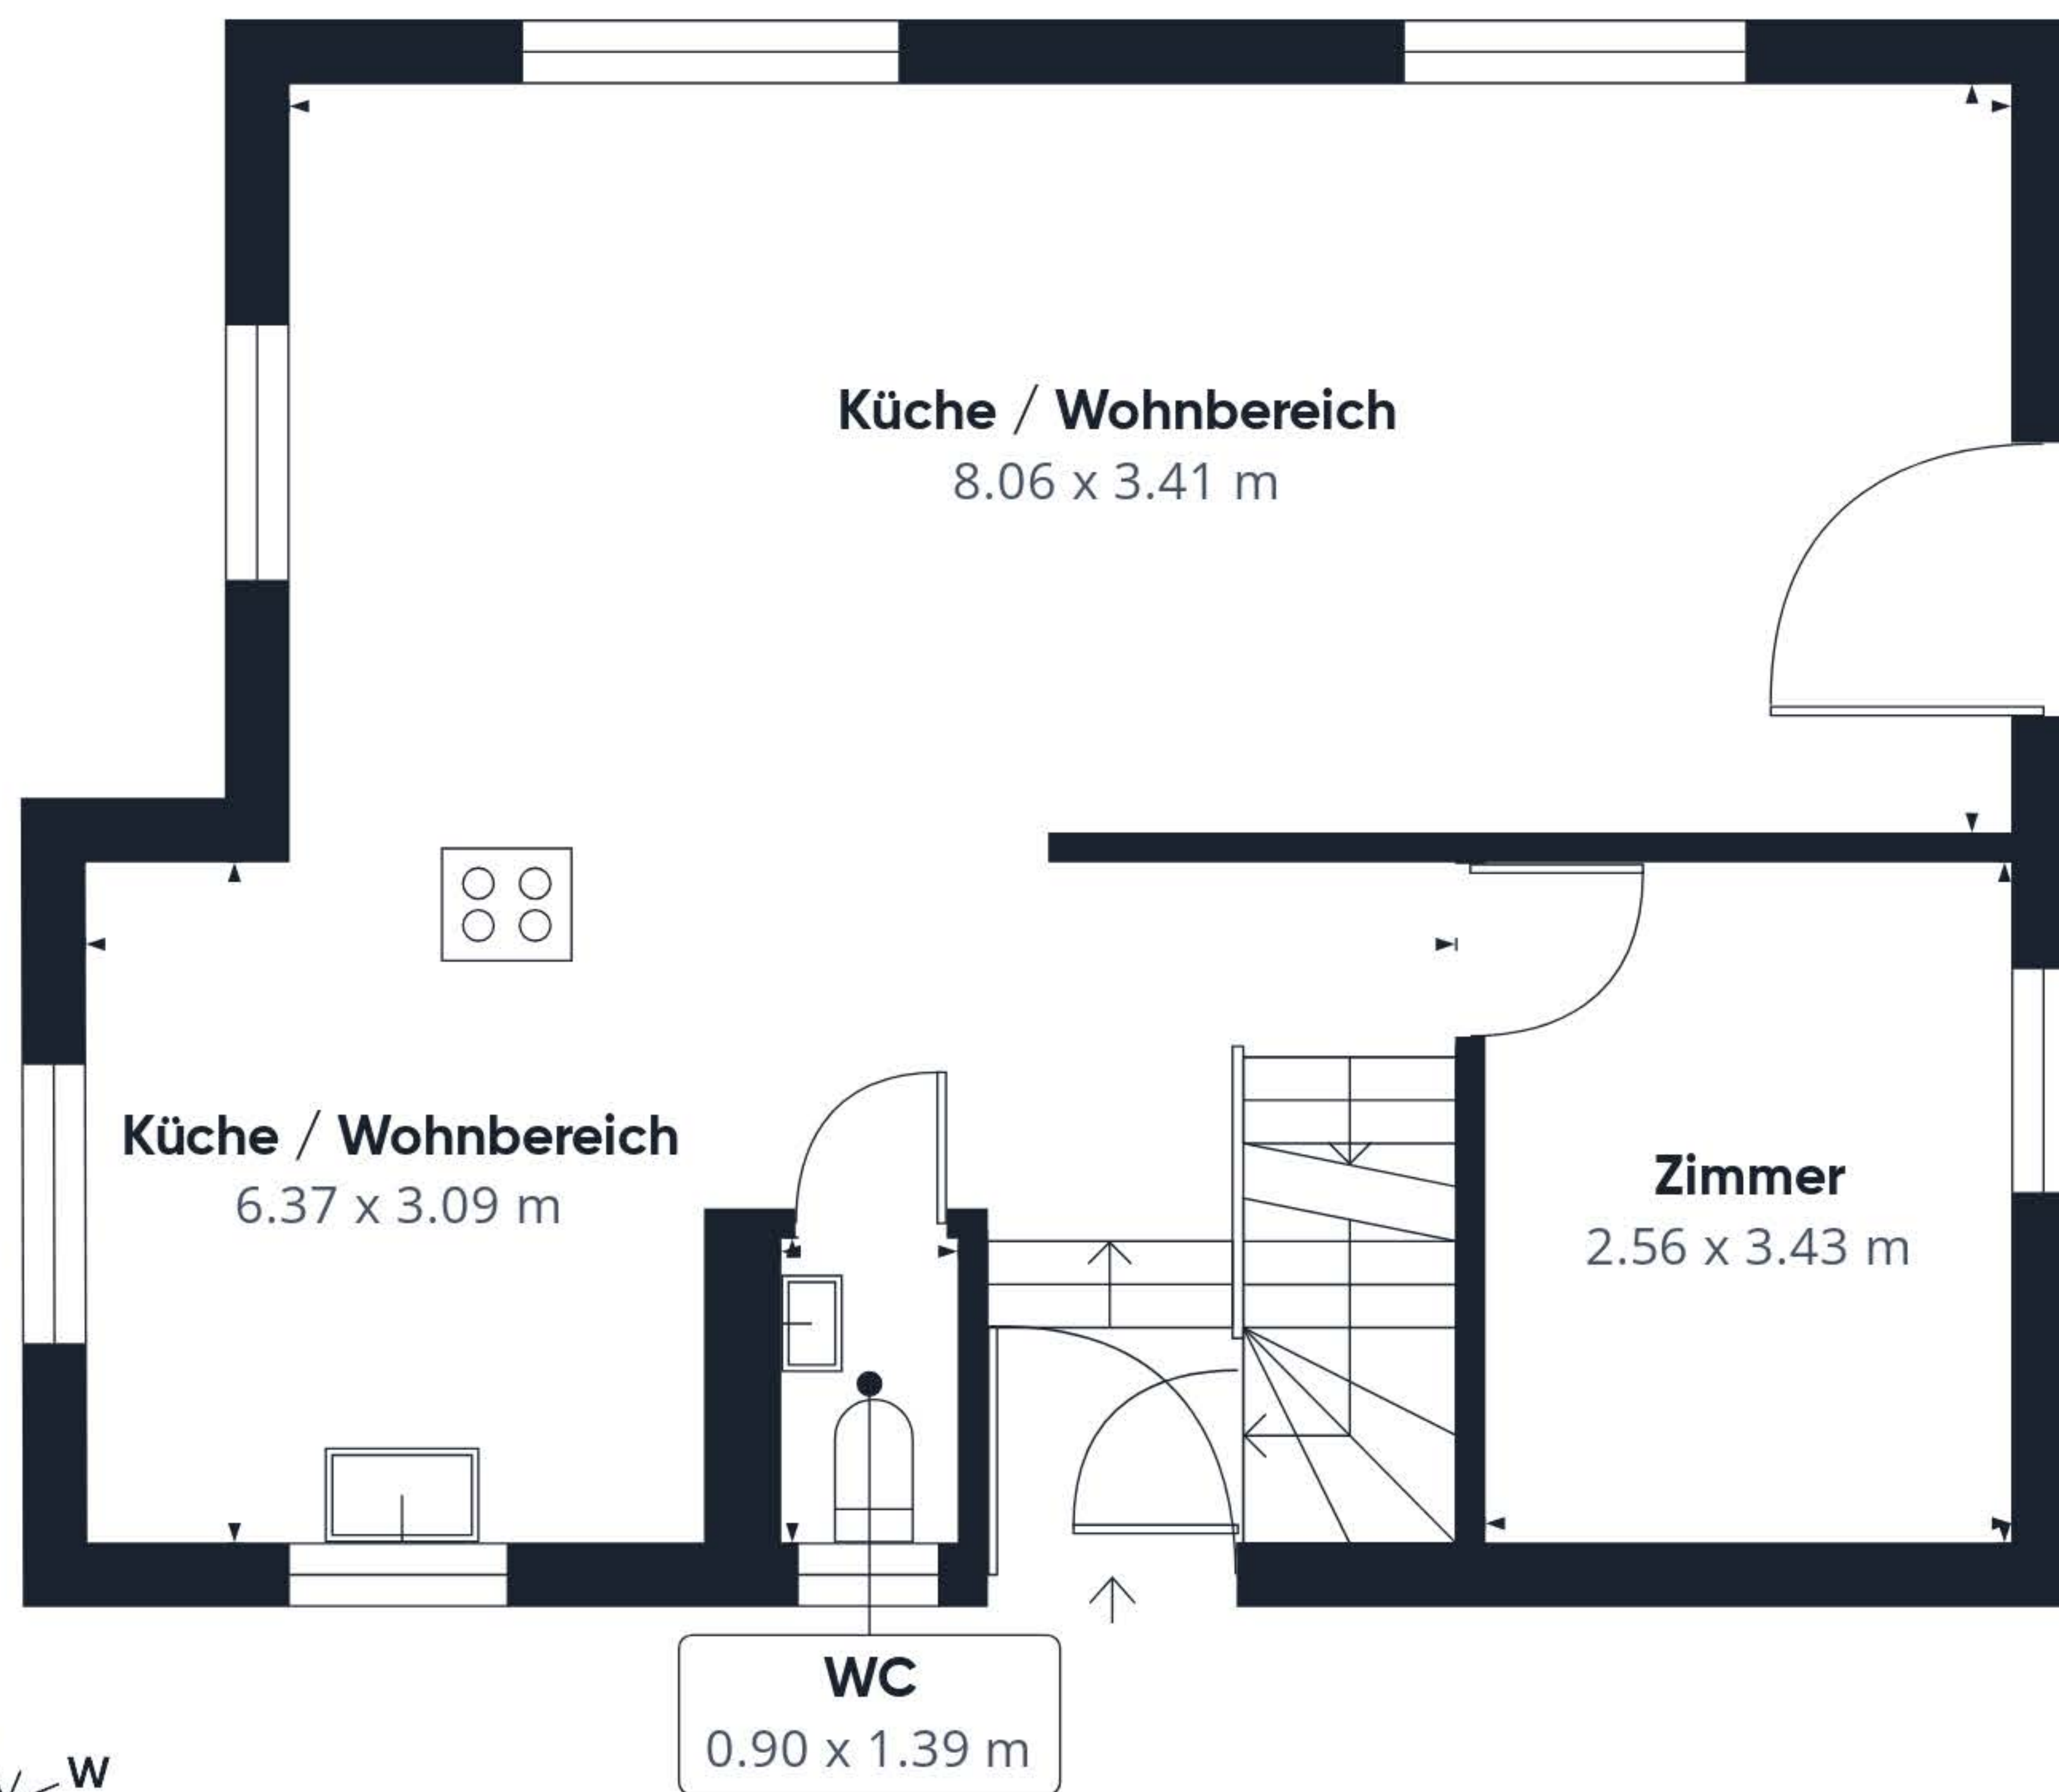 Küche / Wohnbereich
8.06 x 3.41 m
Küche / Wohnbereich
6.37 x 3.09 m
Zimmer
2.56 x 3.43 m
WC
0.90 x 1.39 m
W